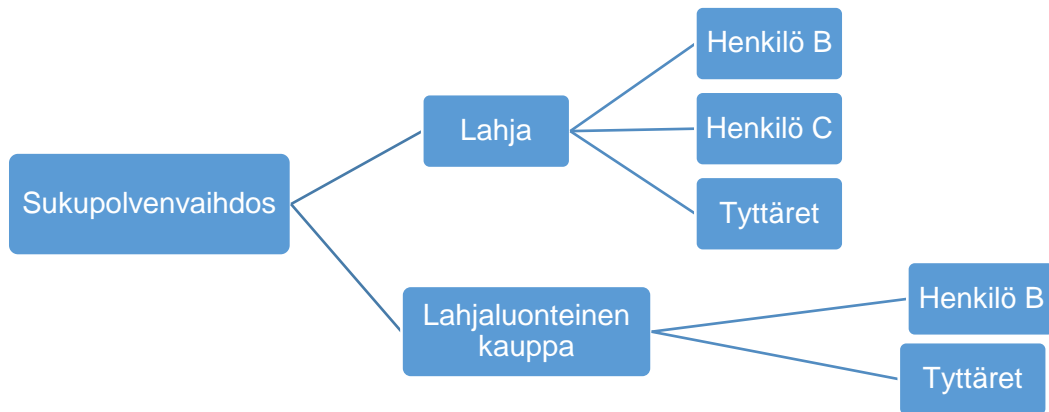 Sukupolvenvaihdos
Lahja
Henkilö B
Henkilö C
Tyttäret
Lahjaluonteinen
kauppa
Henkilö B
Tyttäret